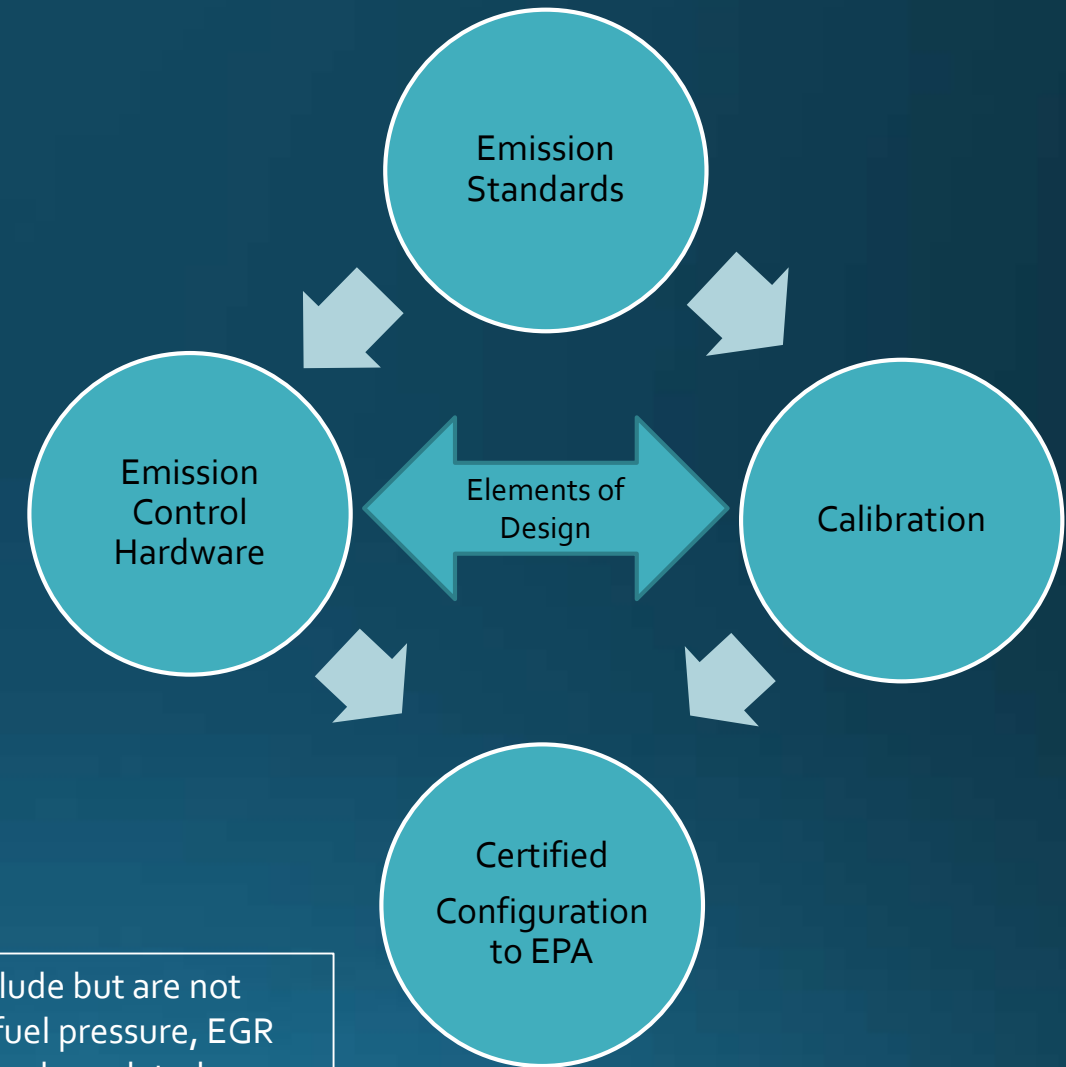 Emission
Standards
Emission
Control
Hardware
Elements of
Design
Calibration
Certified
Configuration
to EPA
lude but are not
fuel pressure, EGR